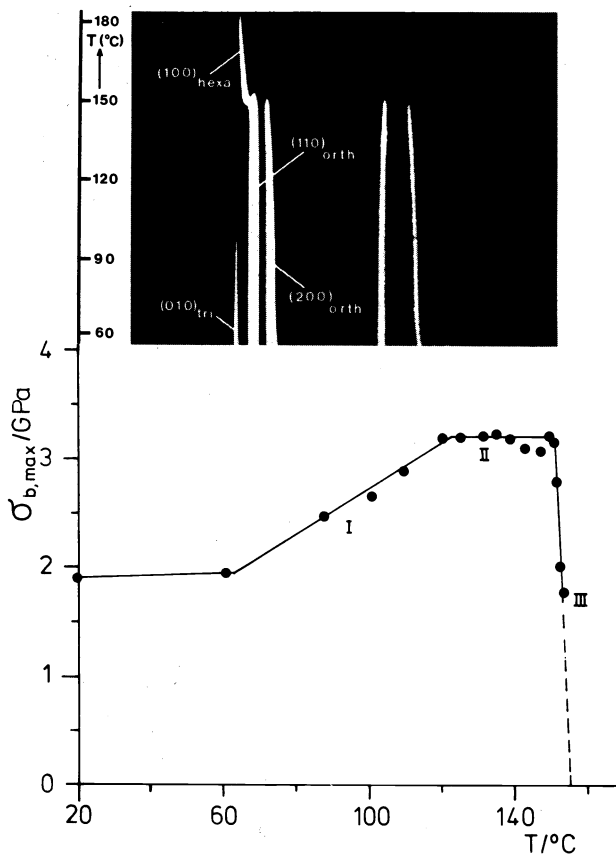 180
T (°C)
(100) hexa
150
(110) orth
120
90
(200) orth
(010) tri
60
4
σb,max /GPa
3
II
I
2
III
1
0
20
60
100
140
T/°C